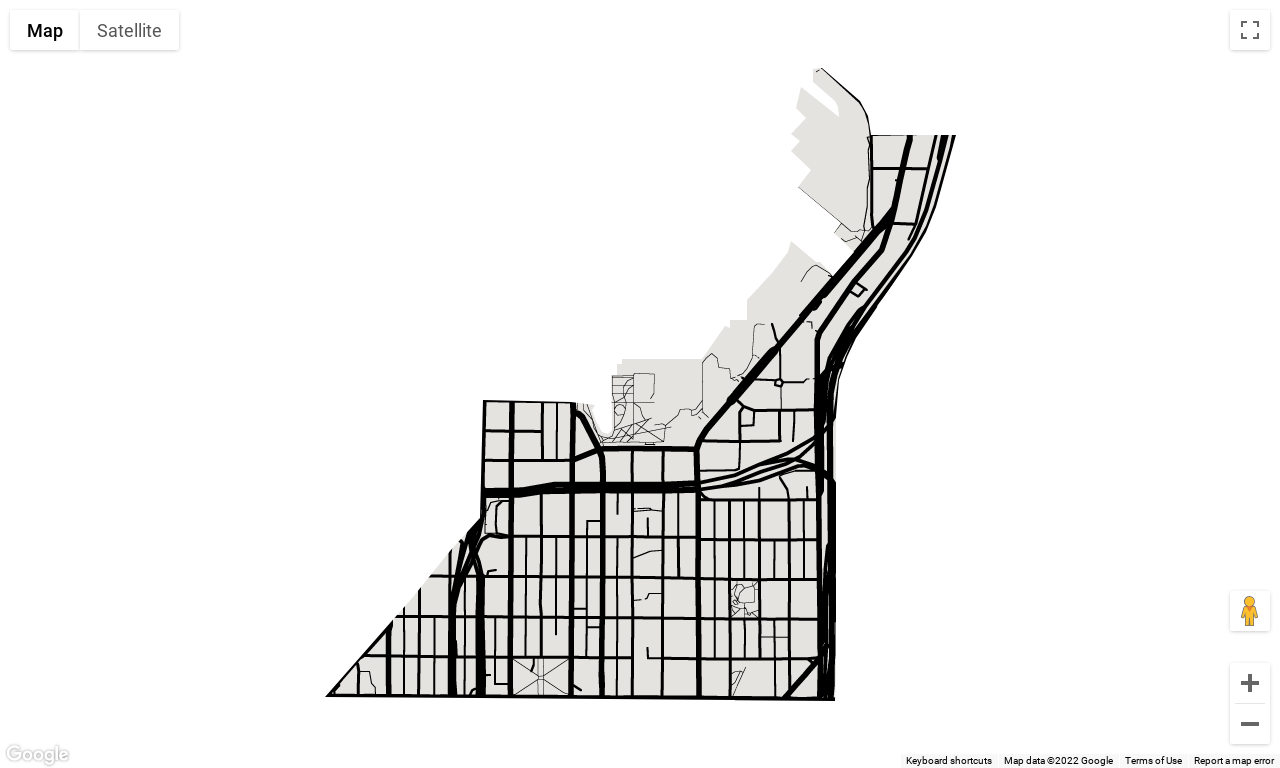 Map
Satellite
Google
Keyboard shortcuts
Map data ©2022 Google
Terms of Use
Report a map error